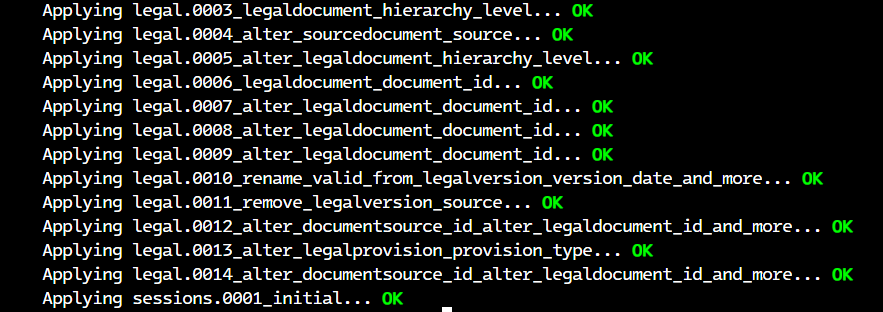 Applying legal.0003_legaldocument_hierarchy_level... OK
Applying legal.0004_alter_sourcedocument_source... OK
Applying legal.0005_alter_legaldocument_hierarchy_level... OK
Applying legal.0006_legaldocument_document_id... OK
Applying legal.0007_alter_legaldocument_document_id... OK
Applying legal.0008_alter_legaldocument_document_id... OK
Applying legal.0009_alter_legaldocument_document_id... OK
Applying legal.0010_rename_valid_from_legalversion_version_date_and_more... OK
Applying legal.0011_remove_legalversion_source... OK
Applying legal.0012_alter_documentsource_id_alter_legaldocument_id_and_more... OK
Applying legal.0013_alter_legalprovision_provision_type... OK
Applying legal.0014_alter_documentsource_id_alter_legaldocument_id_and_more... OK
Applying sessions.0001_initial... OK